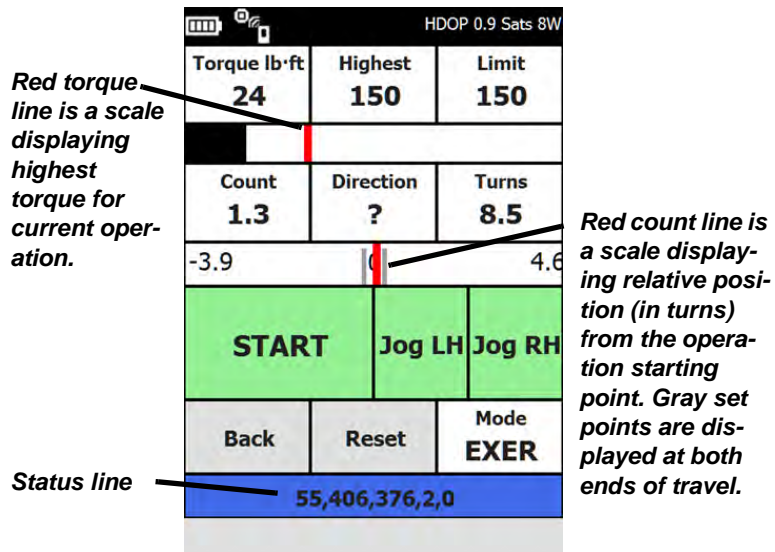 HDOP 0.9 Sats 8W
Torque lb·ft Highest Limit
24 150 150
Red torque
line is a scale
displaying
highest
torque for
current oper-
ation.
Count Direction Turns
1.3 ? 8.5
-3.9 0 4.6
Red count line is
a scale display-
ing relative posi-
tion (in turns)
from the opera-
tion starting
point. Gray set
points are dis-
played at both
ends of travel.
START Jog LH Jog RH
Back Reset Mode
EXER
Status line
55,406,376,2,0